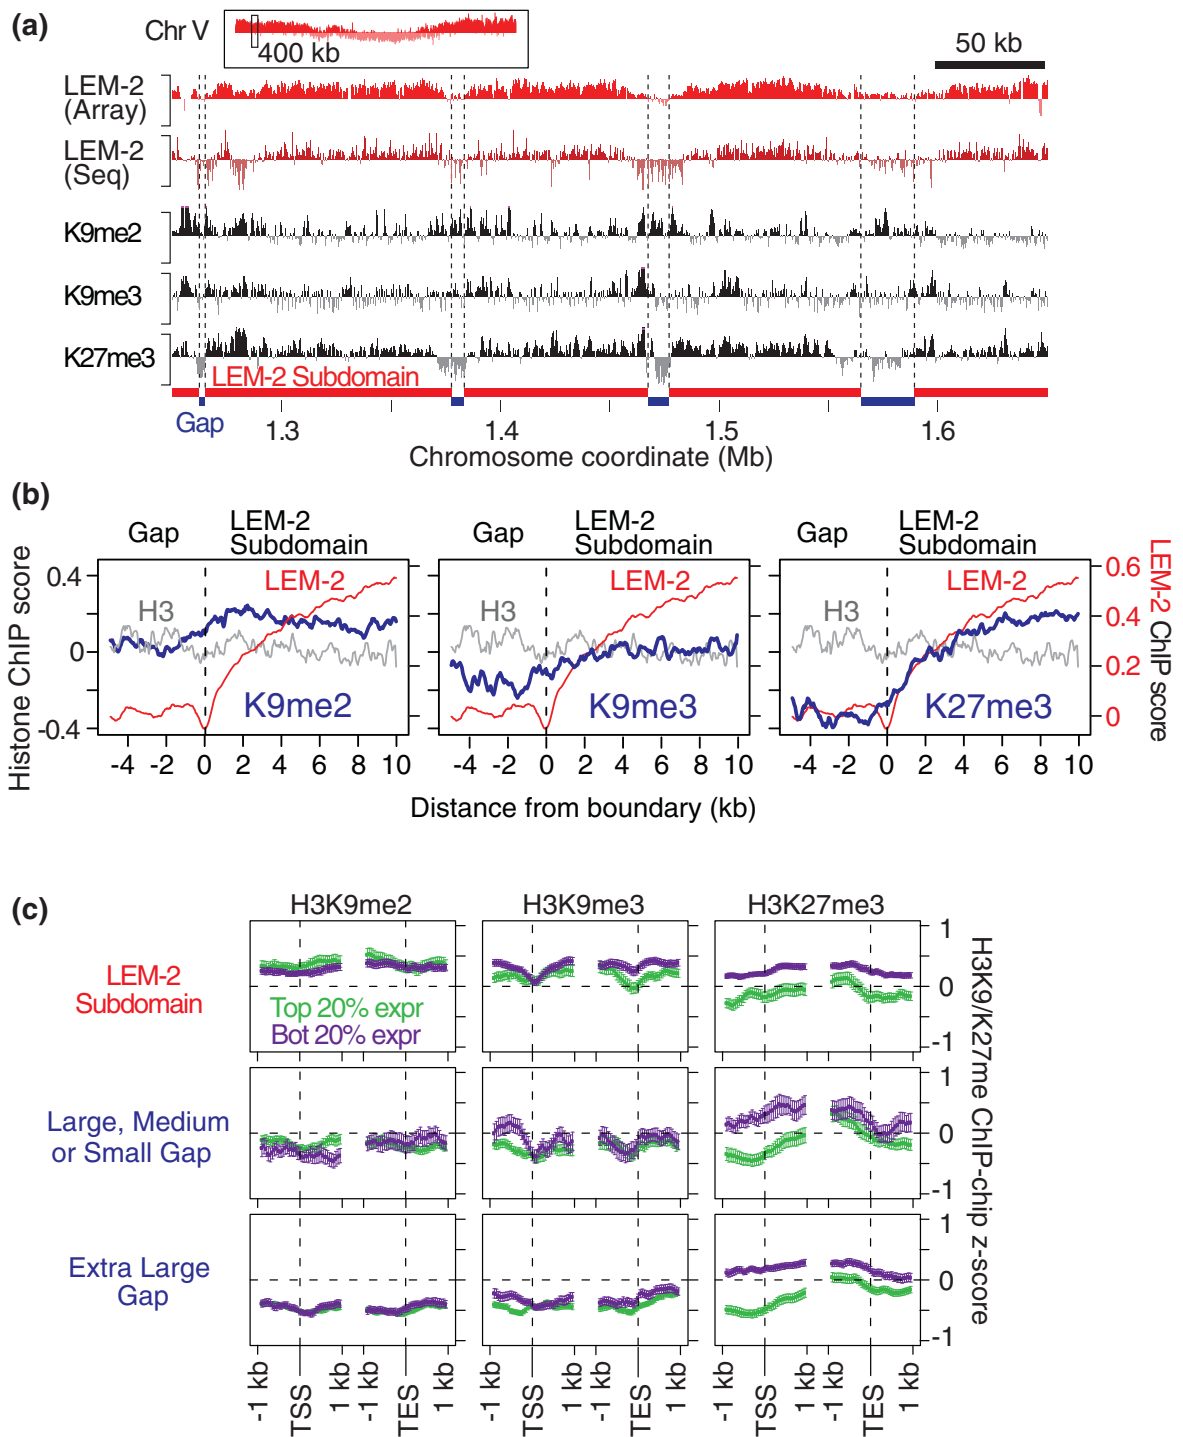 (a)
Chr V
400 kb
50 kb
LEM-2
(Array)
LEM-2
(Seq)
K9me2
K9me3
K27me3
LEM-2 Subdomain
Gap
1.3
1.4
1.5
1.6
Chromosome coordinate (Mb)
(b)
Gap
LEM-2
Subdomain
Gap
LEM-2
Subdomain
Gap
LEM-2
Subdomain
Histone ChIP score
0.4
0
-0.4
LEM-2
H3
K9me2
LEM-2
H3
K9me3
LEM-2
H3
K27me3
0.6
0.4
0.2
0
LEM-2 ChIP score
-4 -2 0 2 4 6 8 10
-4 -2 0 2 4 6 8 10
-4 -2 0 2 4 6 8 10
Distance from boundary (kb)
(c)
H3K9me2
H3K9me3
H3K27me3
LEM-2
Subdomain
Top 20% expr
Bot 20% expr
1
0
-1
Large, Medium
or Small Gap
1
0
-1
Extra Large
Gap
1
0
-1
H3K9/K27me ChIP-chip z-score
-1 kb
TSS
1 kb
-1 kb
TES
1 kb
-1 kb
TSS
1 kb
-1 kb
TES
1 kb
-1 kb
TSS
1 kb
-1 kb
TES
1 kb